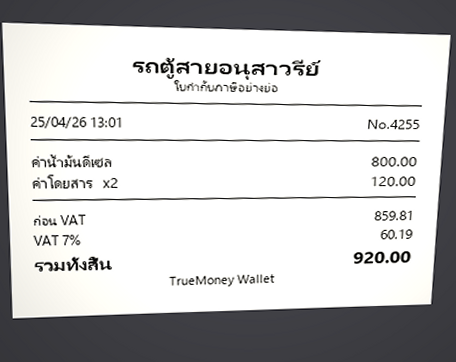 รถตู้สายอนุสาวรีย์
ใบกำกับภาษีอย่างย่อ
25/04/26 13:01 No.4255
ค่าน้ำมันดีเซล 800.00
ค่าโดยสาร x2 120.00
ก่อน VAT 859.81
VAT 7% 60.19
รวมทั้งสิ้น 920.00
TrueMoney Wallet